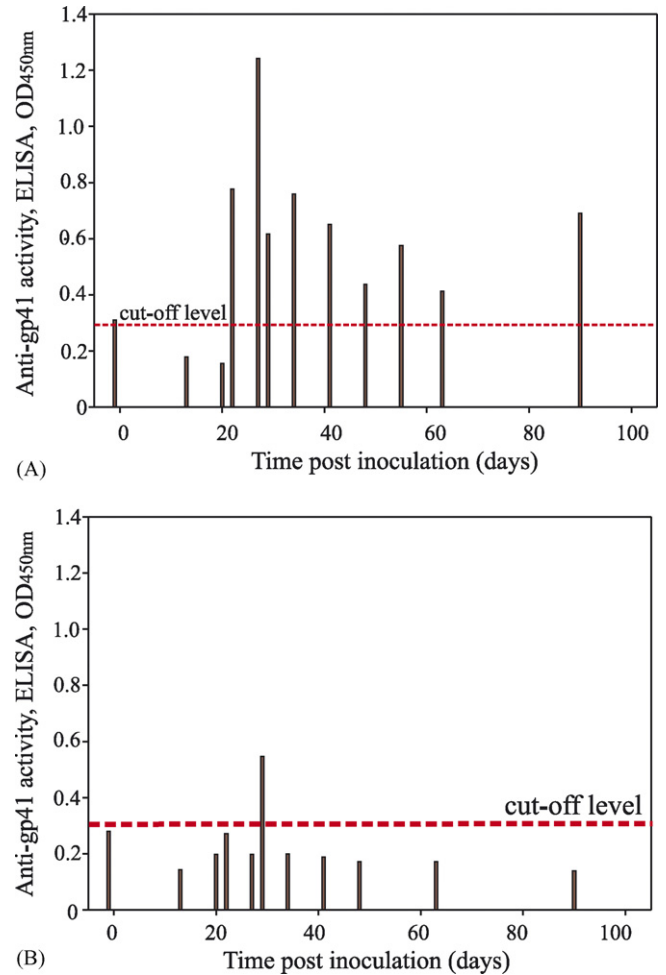 Anti-gp41 activity, ELISA, OD450nm
1.4
1.2
1.0
0.8
0.6
0.4
0.2
0
cut-off level
0 20 40 60 80 100
Time post inoculation (days)
(A)
Anti-gp41 activity, ELISA, OD450nm
1.4
1.2
1.0
0.8
0.6
0.4
0.2
0
cut-off level
0 20 40 60 80 100
Time post inoculation (days)
(B)